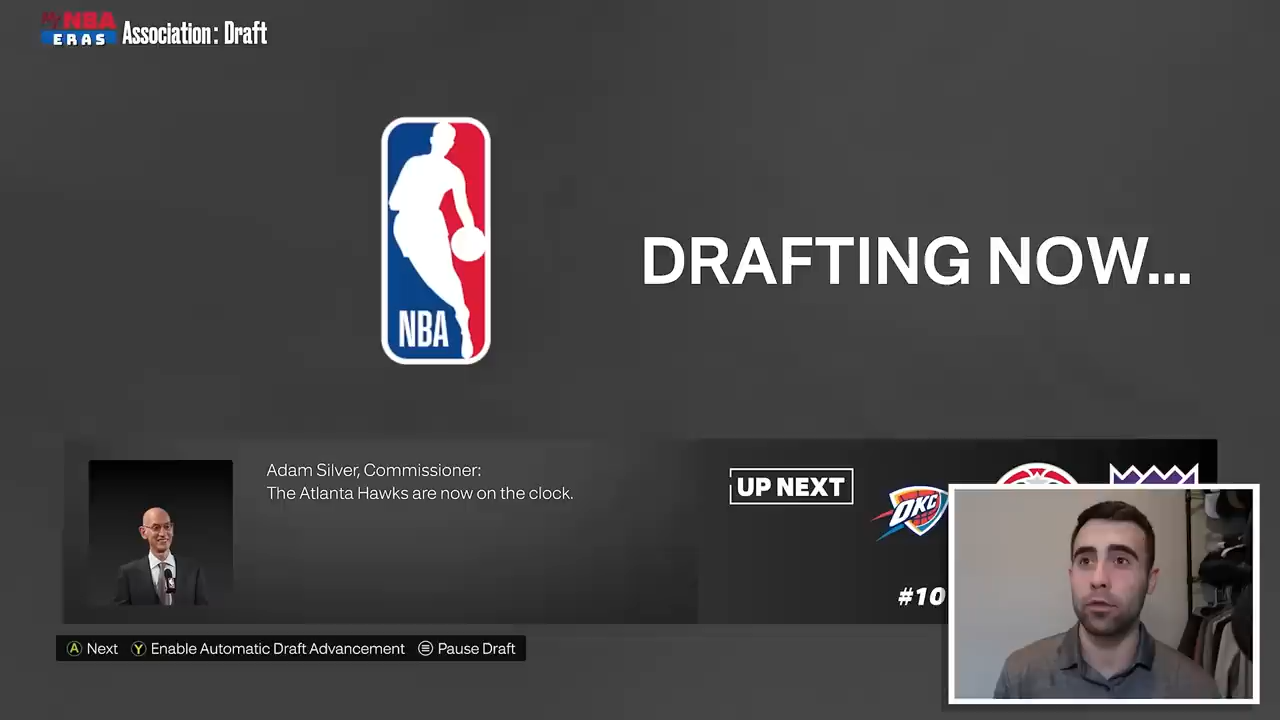 MyNBA
ERAS
Association: Draft
NBA
DRAFTING NOW...
Adam Silver, Commissioner:
The Atlanta Hawks are now on the clock.
UP NEXT
OKC
#10
A Next Y Enable Automatic Draft Advancement Pause Draft